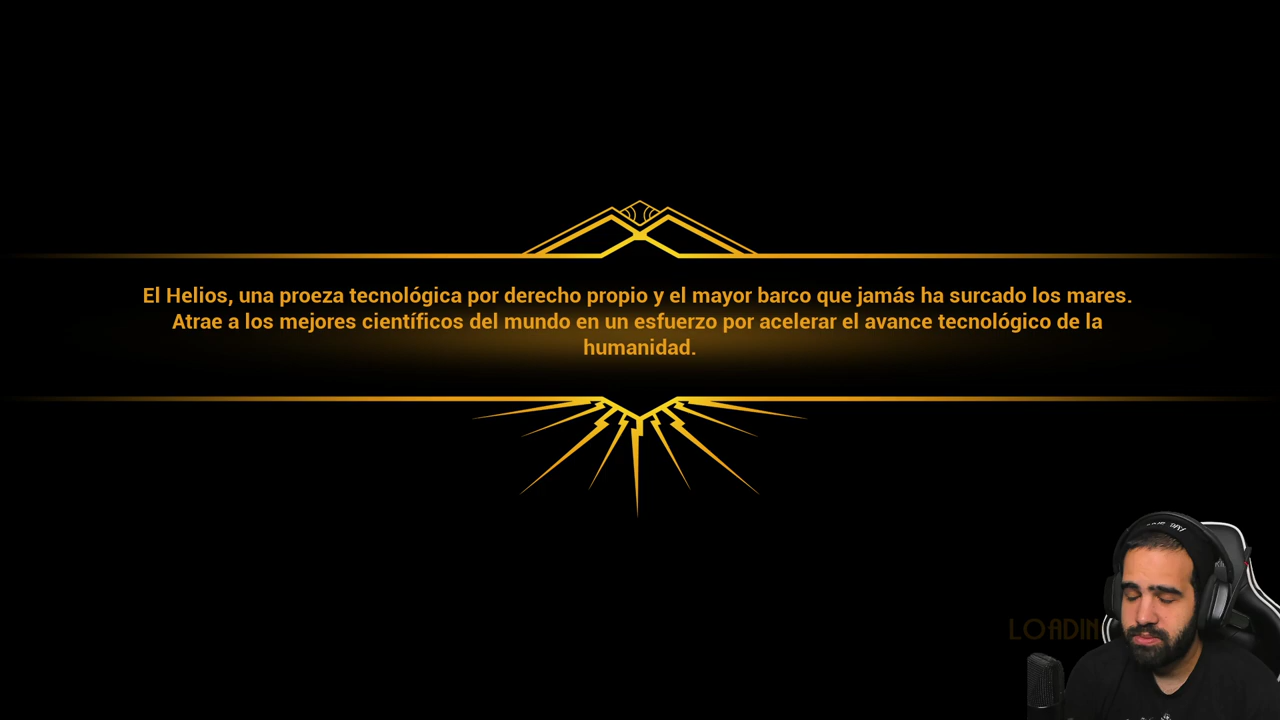 El Helios, una proeza tecnológica por derecho propio y el mayor barco que jamás ha surcado los mares.
Atrae a los mejores científicos del mundo en un esfuerzo por acelerar el avance tecnológico de la
humanidad.
LOADIN